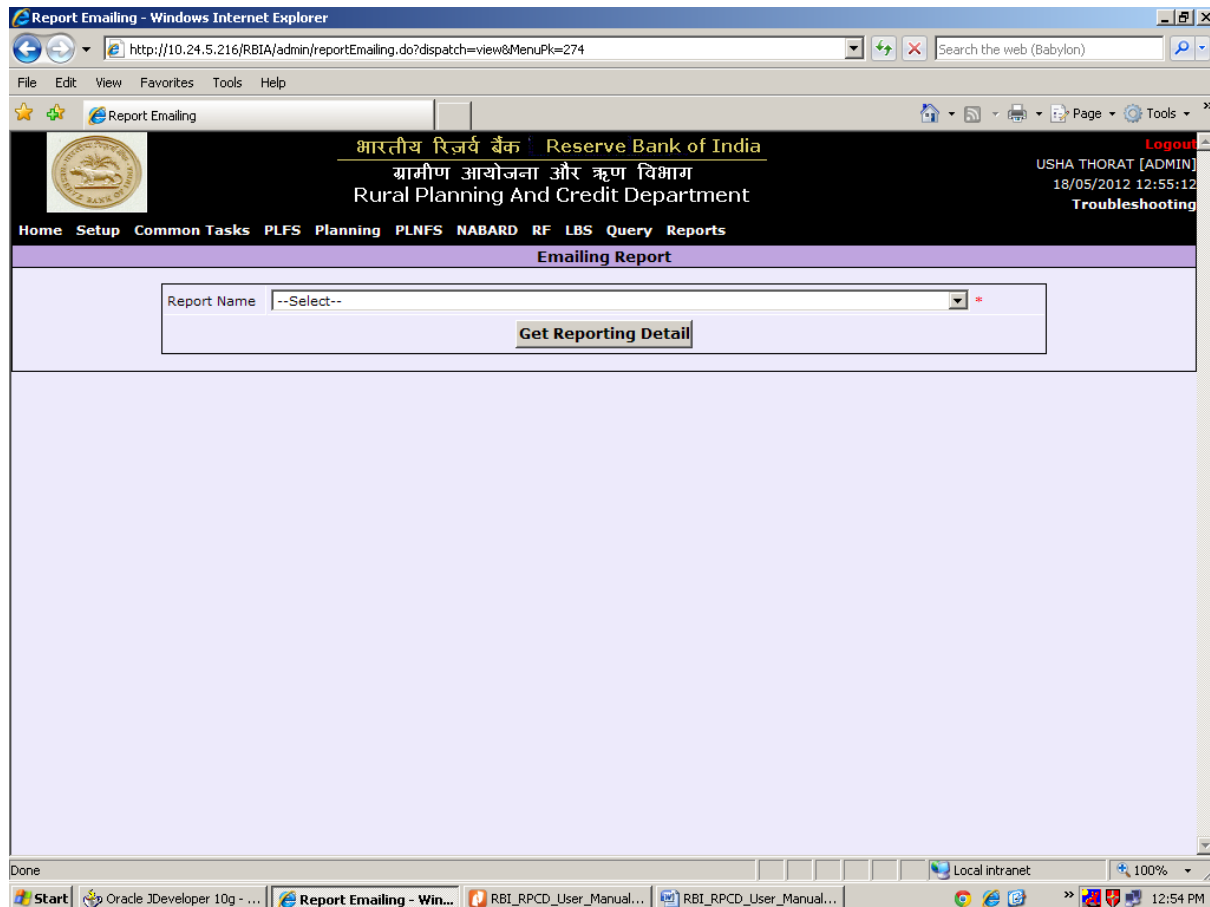 Report Emailing - Windows Internet Explorer
http://10.24.5.216/RBIA/admin/reportEmailing.do?dispatch=view&MenuPk=274
Search the web (Babylon)
File Edit View Favorites Tools Help
Report Emailing
Page Tools »
भारतीय रिज़र्व बैंक Reserve Bank of India
Logout
ग्रामीण आयोजना और ऋण विभाग
USHA THORAT [ADMIN]
Rural Planning And Credit Department
18/05/2012 12:55:12
Troubleshooting
Home Setup Common Tasks PLFS Planning PLNFS NABARD RF LBS Query Reports
Emailing Report
Report Name --Select-- *
Get Reporting Detail
Done Local intranet 100%
Start Oracle JDeveloper 10g - ... Report Emailing - Win... RBI_RPCD_User_Manual... RBI_RPCD_User_Manual... » 12:54 PM